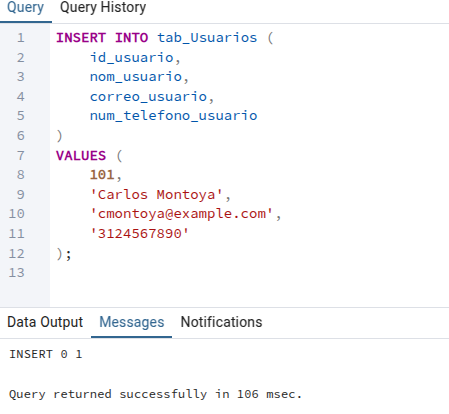 Query Query History
1 INSERT INTO tab_Usuarios (
2 id_usuario,
3 nom_usuario,
4 correo_usuario,
5 num_telefono_usuario
6 )
7 VALUES (
8 101,
9 'Carlos Montoya',
10 'cmontoya@example.com',
11 '3124567890'
12 );
13
Data Output Messages Notifications
INSERT 0 1
Query returned successfully in 106 msec.